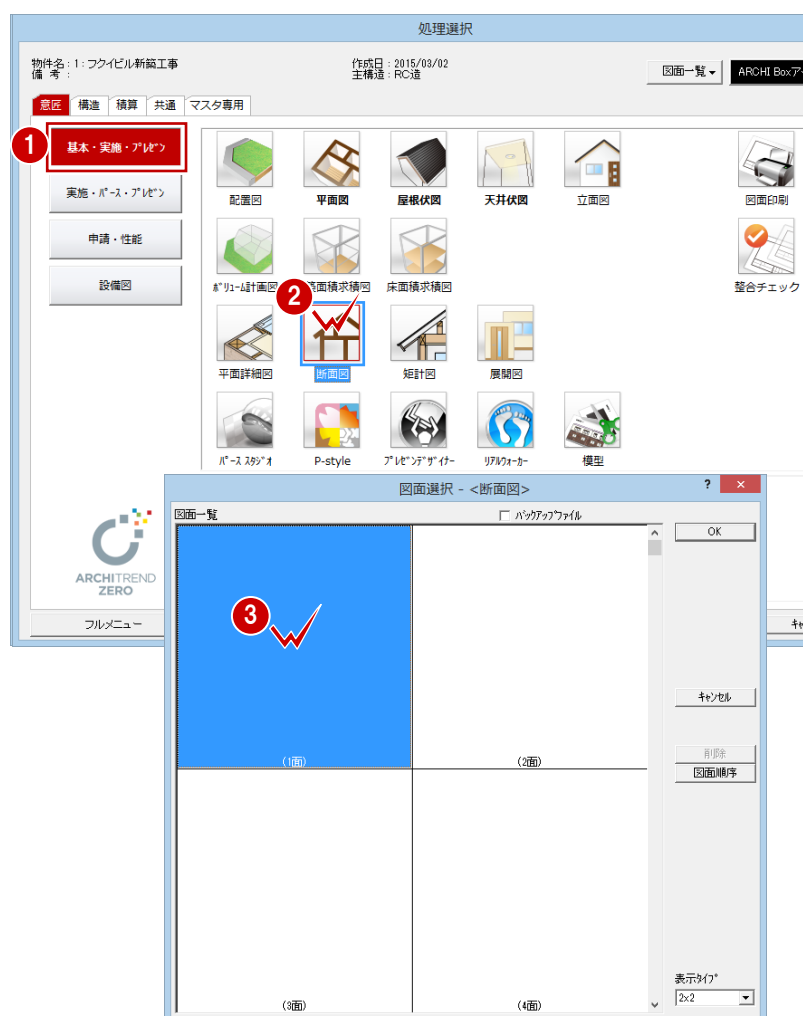 処理選択
物件名：1：フクイビル新築工事
備 考：
作成日：2015/03/02
主構造：RC造
図面一覧
ARCHI Boxア
意匠 構造 積算 共通 マスタ専用
1
基本・実施・プレゼン
実施・パース・プレゼン
申請・性能
設備図
配置図 平面図 屋根伏図 天井伏図 立面図 図面印刷
ボリューム計画図 面積求積図 床面積求積図 整合チェック
2
平面詳細図 断面図 矩計図 展開図
パース スタジオ P-style プレゼンデザイナー リアルウォーカー 模型
ARCHITREND
ZERO
フルメニュー
キャ
図面選択 - <断面図>
? ×
図面一覧
バックアップファイル
OK
3
キャンセル
削除
図面順序
(1面) (2面)
(3面) (4面)
表示タイプ
2x2